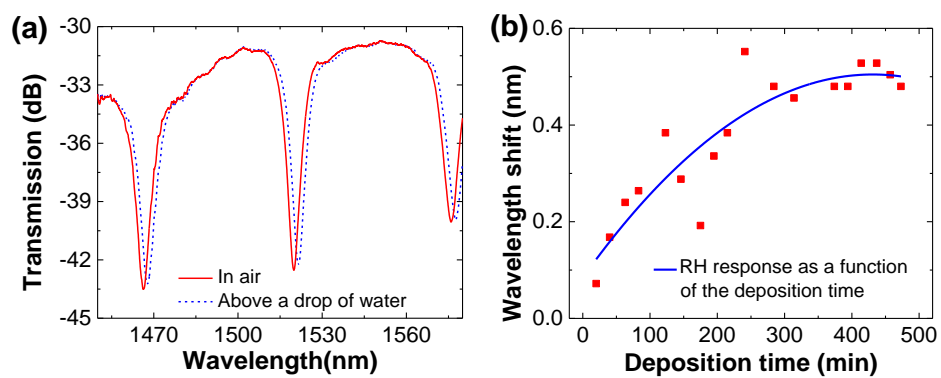 (a)
-30
-33
-36
-39
-42
-45
Transmission (dB)
1470
1500
1530
1560
Wavelength(nm)
In air
Above a drop of water
(b)
0.6
0.4
0.2
0.0
Wavelength shift (nm)
0
100
200
300
400
500
Deposition time (min)
RH response as a function
of the deposition time